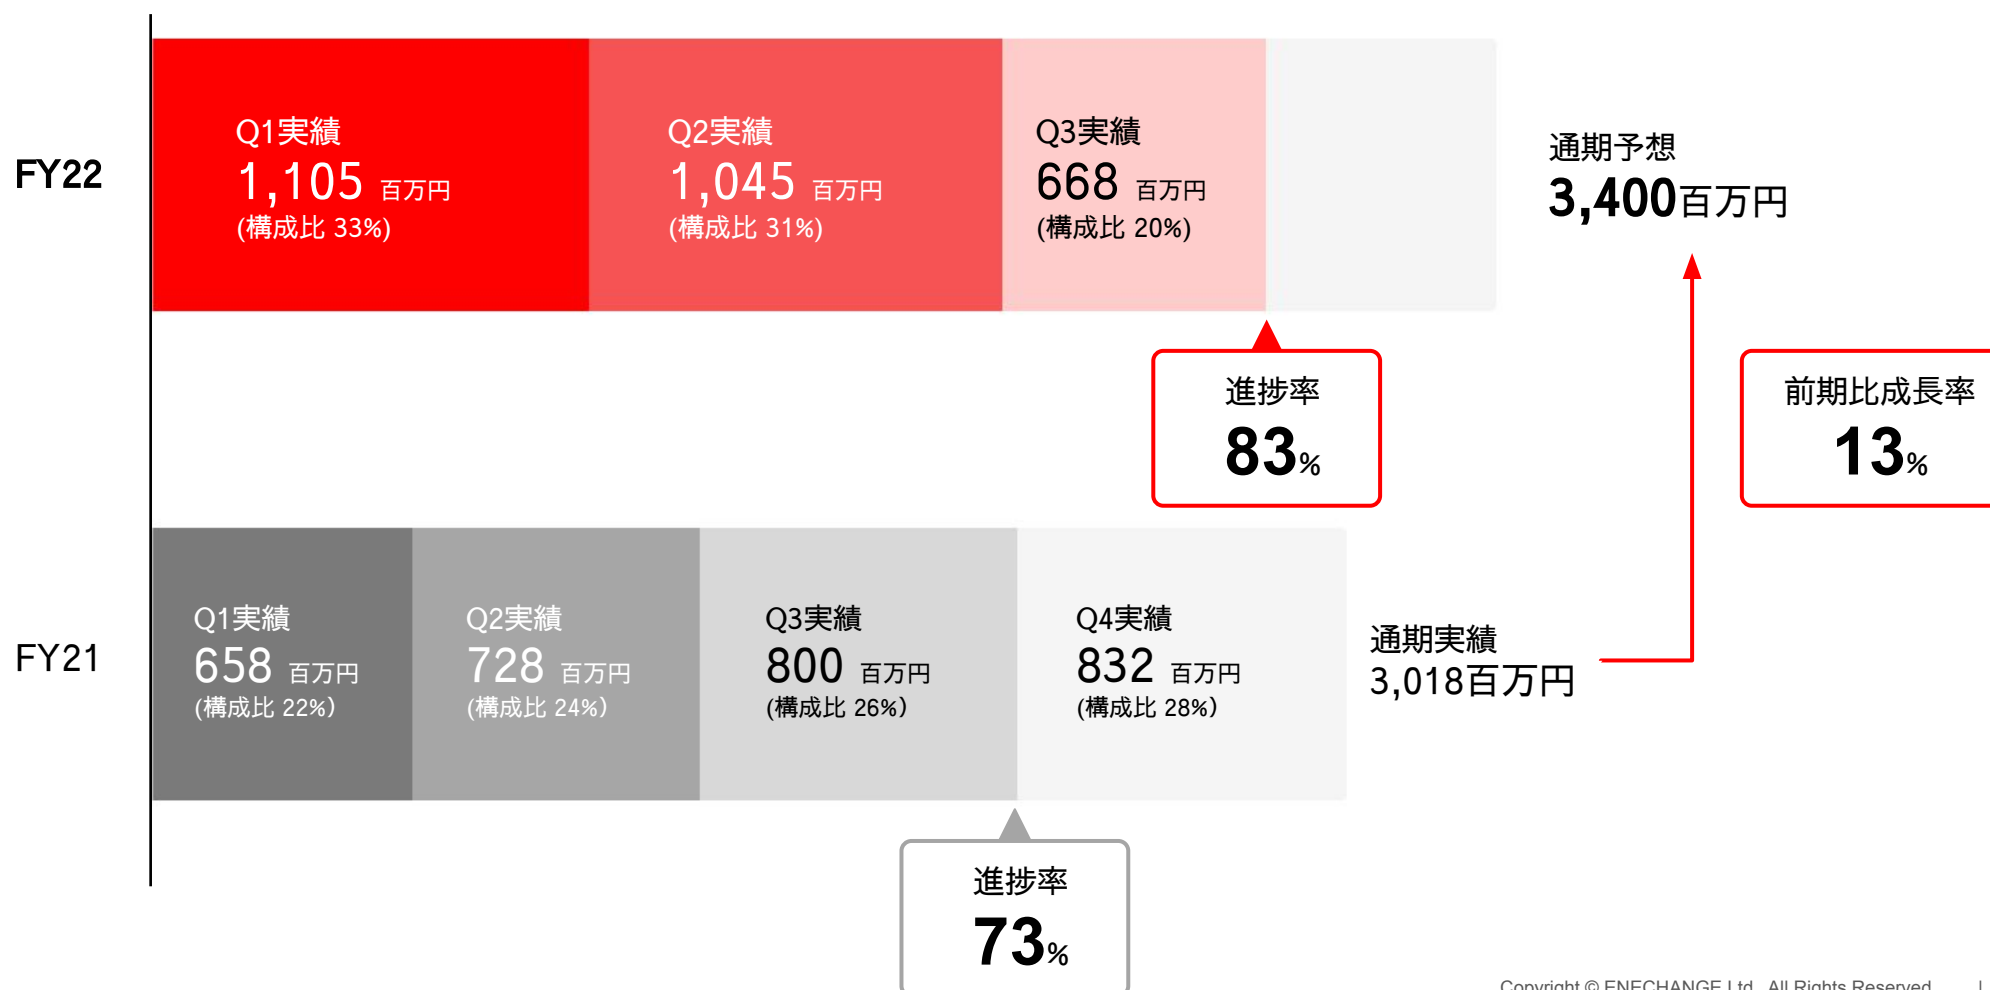 FY22
Q1実績
1,105 百万円
(構成比 33%)
Q2実績
1,045 百万円
(構成比 31%)
Q3実績
668 百万円
(構成比 20%)
通期予想
3,400百万円
進捗率
83%
前期比成長率
13%
FY21
Q1実績
658 百万円
(構成比 22%)
Q2実績
728 百万円
(構成比 24%)
Q3実績
800 百万円
(構成比 26%)
Q4実績
832 百万円
(構成比 28%)
通期実績
3,018百万円
進捗率
73%
Copyright © ENECHANGE Ltd. All Rights Reserved. |